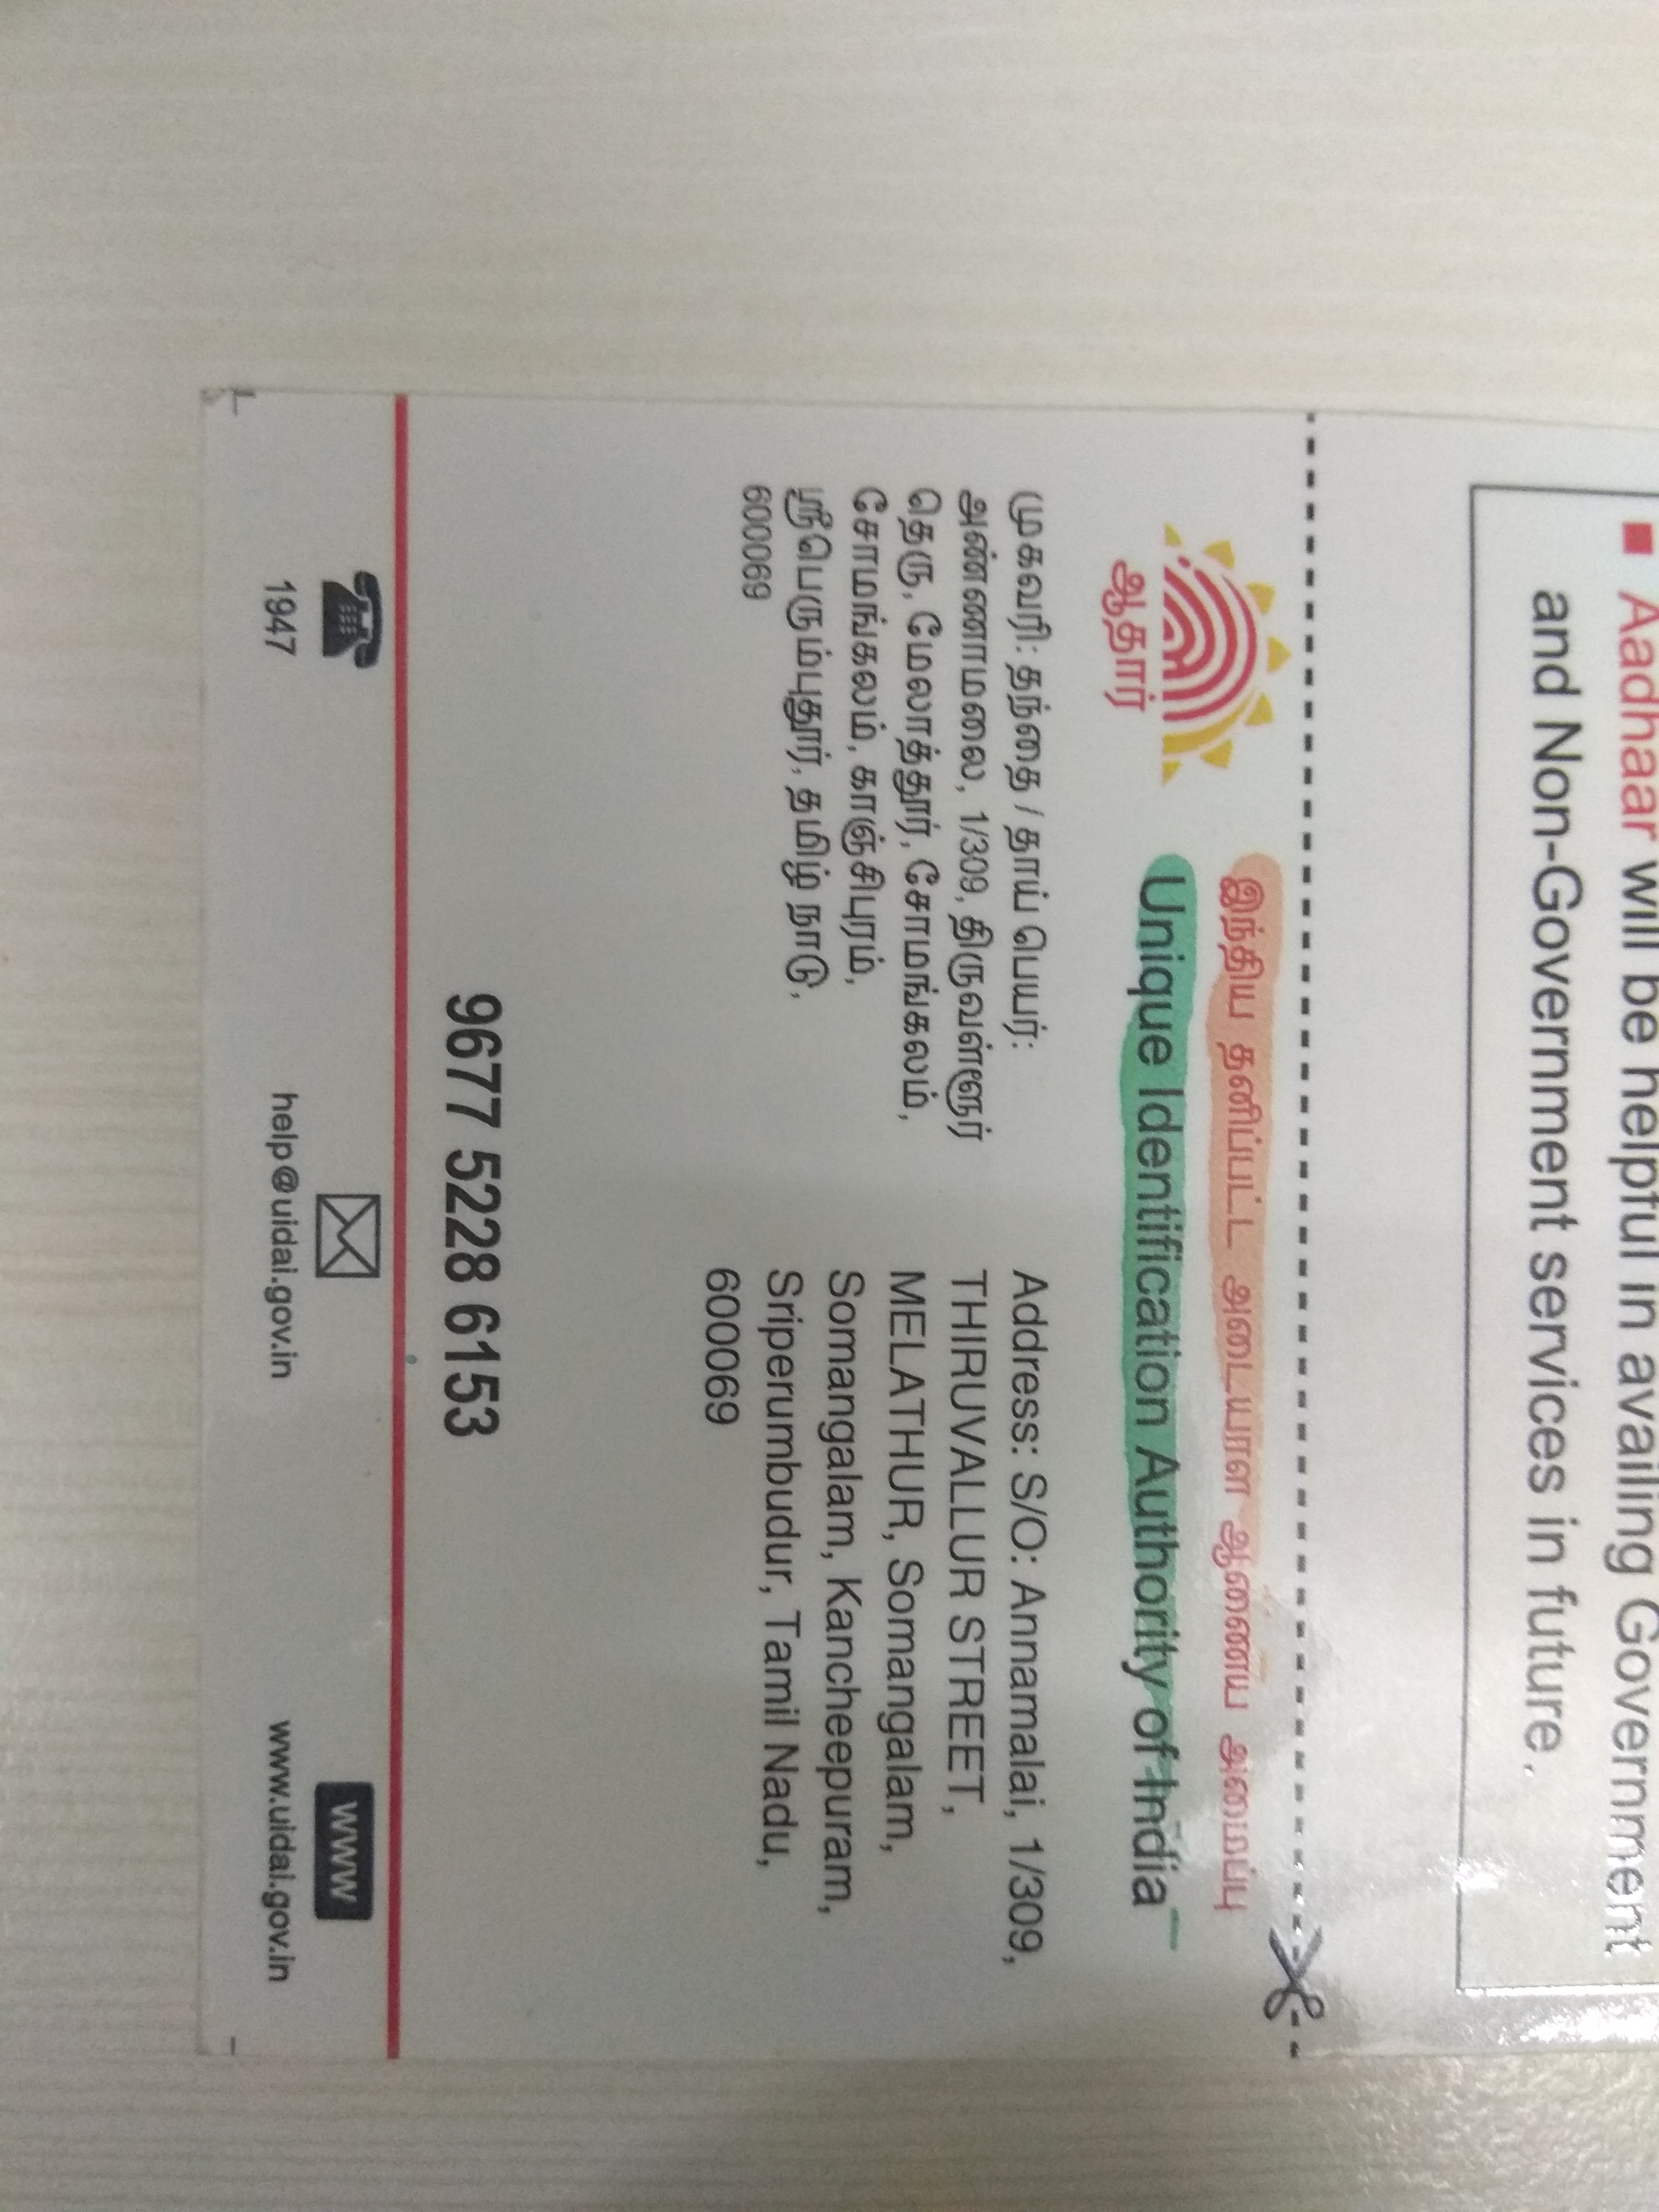 ■ Aadhaar will be helpful in availing Government
and Non-Government services in future.
ஆதார்
இந்திய தனிப்பட்ட அடையாள ஆணைய அமைப்பு
Unique Identification Authority of India
முகவரி: தந்தை / தாய் பெயர்:
அண்ணாமலை, 1/309, திருவள்ளூர்
தெரு, மேலாத்தூர், சோமங்கலம்,
சோமங்கலம், காஞ்சிபுரம்,
ஸ்ரீபெரும்புதூர், தமிழ் நாடு,
600069
Address: S/O: Annamalai, 1/309,
THIRUVALLUR STREET,
MELATHUR, Somangalam,
Somangalam, Kancheepuram,
Sriperumbudur, Tamil Nadu,
600069
9677 5228 6153
1947
help@uidai.gov.in
www
www.uidai.gov.in